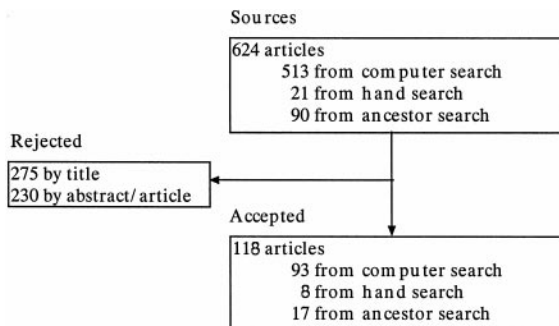 Sources
624 articles
513 from computer search
21 from hand search
90 from ancestor search
Rejected
275 by title
230 by abstract/article
Accepted
118 articles
93 from computer search
8 from hand search
17 from ancestor search